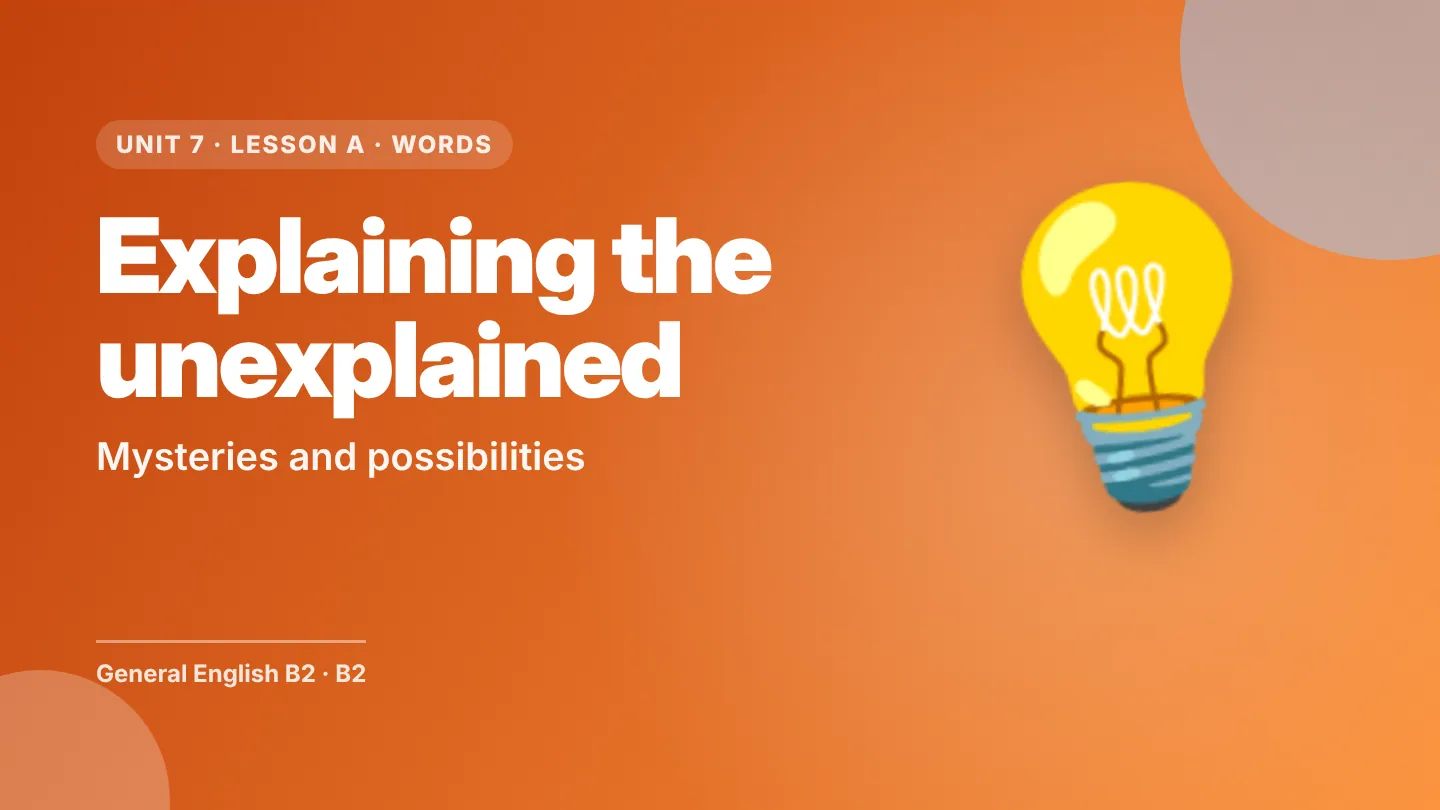 UNIT 7 · LESSON A · WORDS
Explaining the
unexplained
Mysteries and possibilities
General English B2 · B2